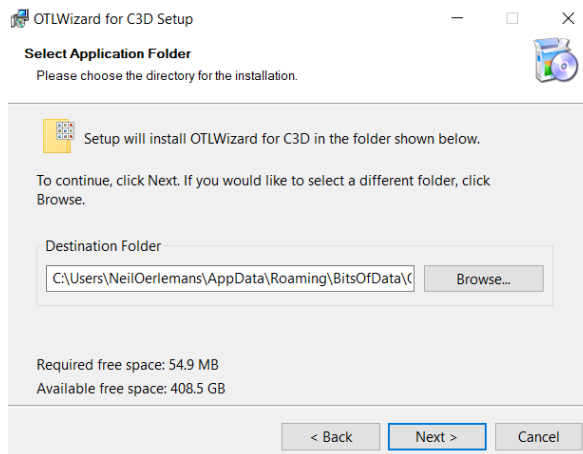 OTLWizard for C3D Setup
Select Application Folder
Please choose the directory for the installation.
Setup will install OTLWizard for C3D in the folder shown below.
To continue, click Next. If you would like to select a different folder, click
Browse.
Destination Folder
C:\Users\NeilOerlemans\AppData\Roaming\BitsOfData\
Browse...
Required free space: 54.9 MB
Available free space: 408.5 GB
< Back
Next >
Cancel